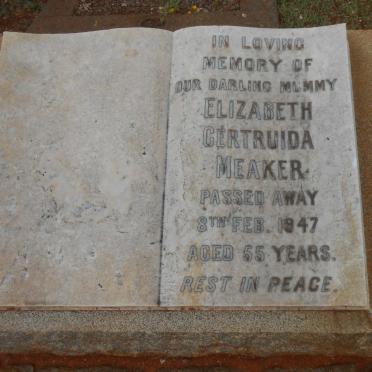 IN LOVING
MEMORY OF
OUR DARLING MUMMY
ELIZABETH
GERTRUIDA
MEAKER
PASSED AWAY
8TH FEB. 1947
AGED 55 YEARS.
REST IN PEACE.